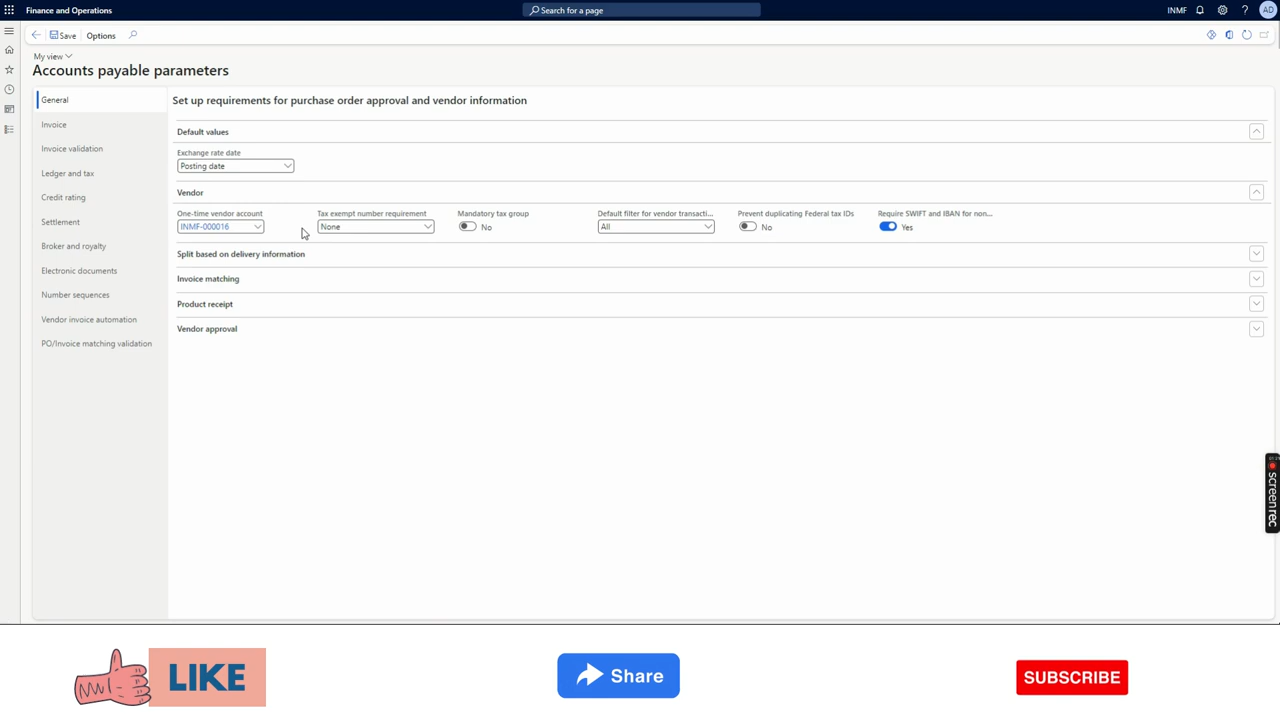 Finance and Operations
Search for a page
INMF
?
AD
Save
Options
My view
Accounts payable parameters
General
Invoice
Invoice validation
Ledger and tax
Credit rating
Settlement
Broker and royalty
Electronic documents
Number sequences
Vendor invoice automation
PO/Invoice matching validation
Set up requirements for purchase order approval and vendor information
Default values
Exchange rate date
Posting date
Vendor
One-time vendor account
INMF-000016
Tax exempt number requirement
None
Mandatory tax group
No
Default filter for vendor transacti...
All
Prevent duplicating Federal tax IDs
No
Require SWIFT and IBAN for non...
Yes
Split based on delivery information
Invoice matching
Product receipt
Vendor approval
screenrec
LIKE
Share
SUBSCRIBE